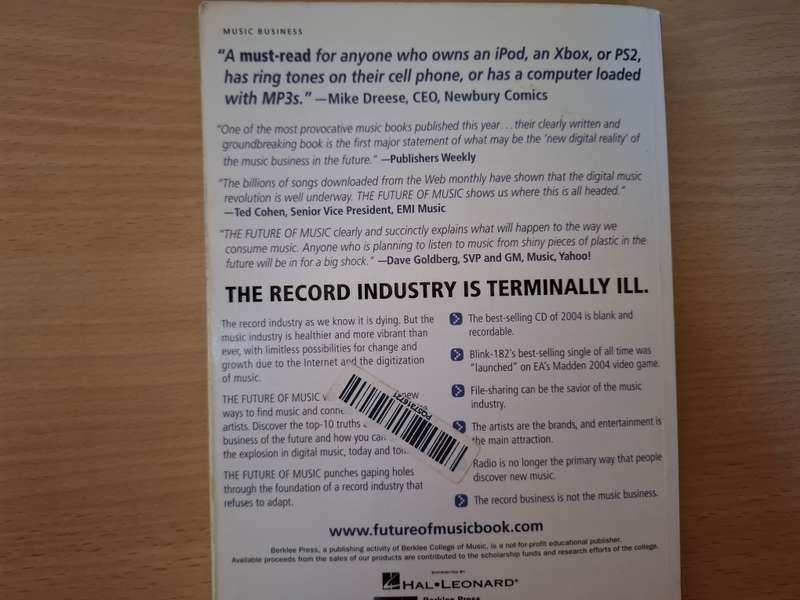 MUSIC BUSINESS
"A must-read for anyone who owns an iPod, an Xbox, or PS2,
has ring tones on their cell phone, or has a computer loaded
with MP3s." —Mike Dreese, CEO, Newbury Comics
"One of the most provocative music books published this year...their clearly written and
groundbreaking book is the first major statement of what may be the 'new digital reality' of
the music business in the future." —Publishers Weekly
"The billions of songs downloaded from the Web monthly have shown that the digital music
revolution is well underway. THE FUTURE OF MUSIC shows us where this is all headed."
—Ted Cohen, Senior Vice President, EMI Music
"THE FUTURE OF MUSIC clearly and succinctly explains what will happen to the way we
consume music. Anyone who is planning to listen to music from shiny pieces of plastic in the
future will be in for a big shock." —Dave Goldberg, SVP and GM, Music, Yahoo!
THE RECORD INDUSTRY IS TERMINALLY ILL.
The record industry as we know it is dying. But the
music industry is healthier and more vibrant than
ever, with limitless possibilities for change and
growth due to the Internet and the digitization
of music.
THE FUTURE OF MUSIC new
ways to find music and
artists. Discover the top-10 truths
business of the future and how you can
the explosion in digital music, today and
THE FUTURE OF MUSIC punches gaping holes
through the foundation of a record industry that
refuses to adapt.
The best-selling CD of 2004 is blank and
recordable.
Blink-182's best-selling single of all time was
"launched" on EA's Madden 2004 video game.
File-sharing can be the savior of the music
industry.
The artists are the brands, and entertainment is
the main attraction.
Radio is no longer the primary way that people
discover new music.
The record business is not the music business.
www.futureofmusicbook.com
Berklee Press, a publishing activity of Berklee College of Music, is a not-for-profit educational publisher.
Available proceeds from the sales of our products are contributed to the scholarship funds and research efforts of the college.
DISTRIBUTED BY
HAL•LEONARD®
Berklee Press